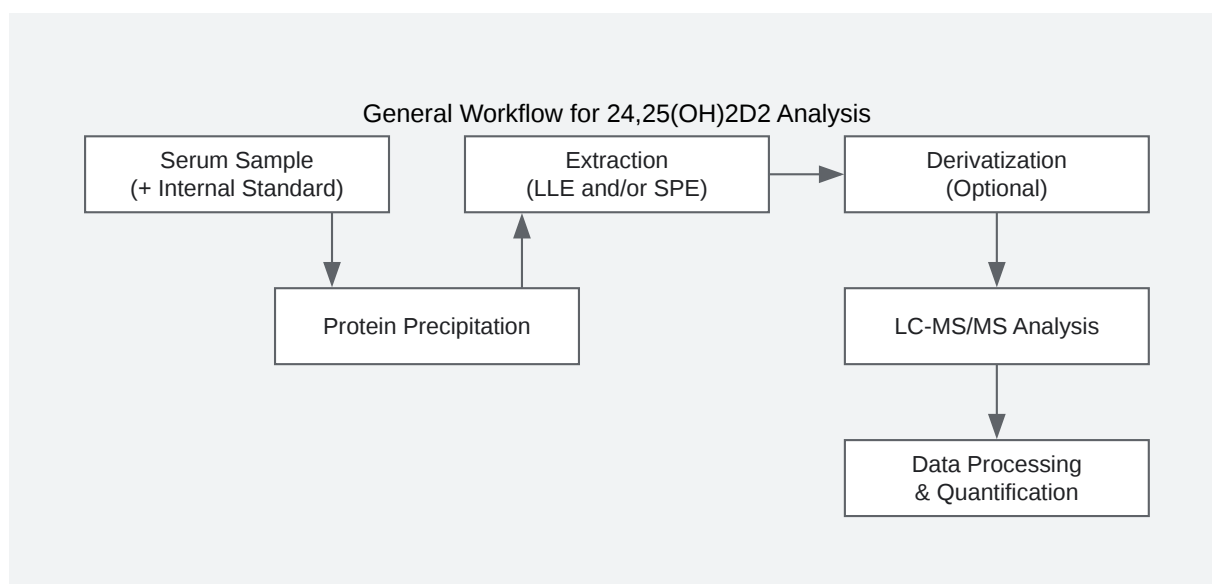 General Workflow for 24,25(OH)2D2 Analysis
Serum Sample
(+ Internal Standard)
Protein Precipitation
Extraction
(LLE and/or SPE)
Derivatization
(Optional)
LC-MS/MS Analysis
Data Processing
& Quantification